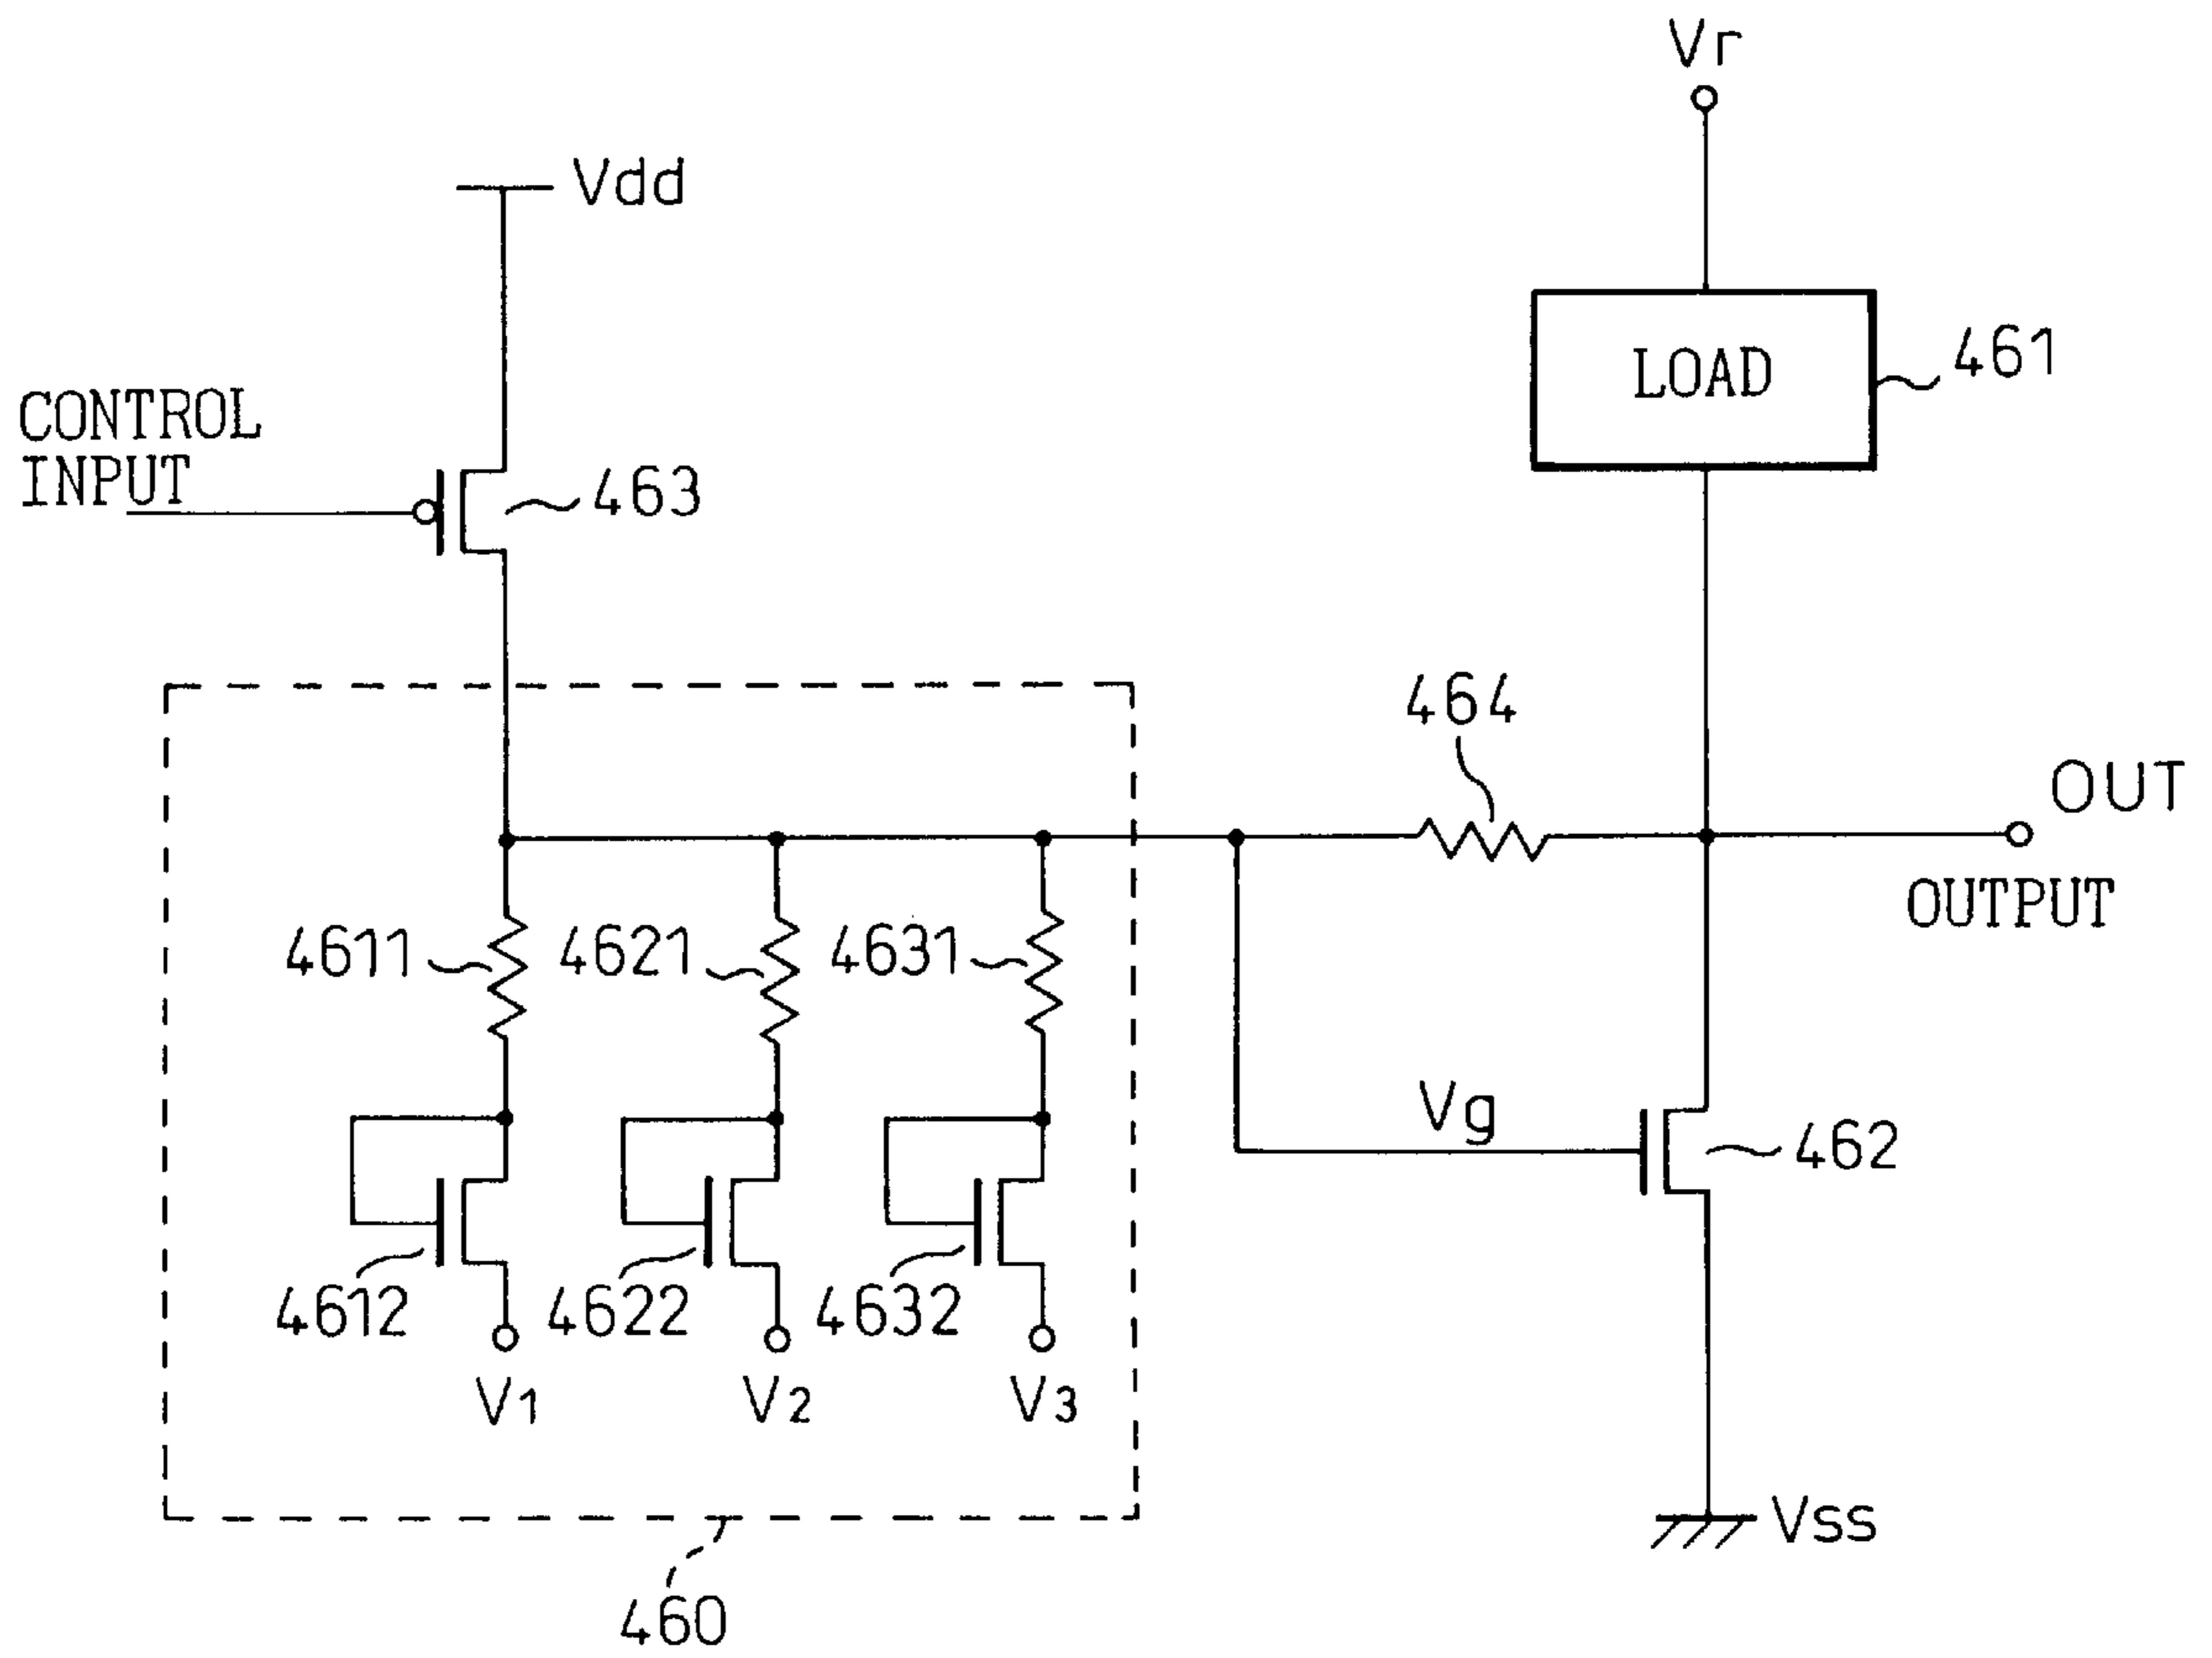 Vr
Vdd
LOAD
461
CONTROL
INPUT
463
464
OUT
OUTPUT
4611
4621
4631
Vg
462
4612
4622
4632
V1
V2
V3
Vss
460